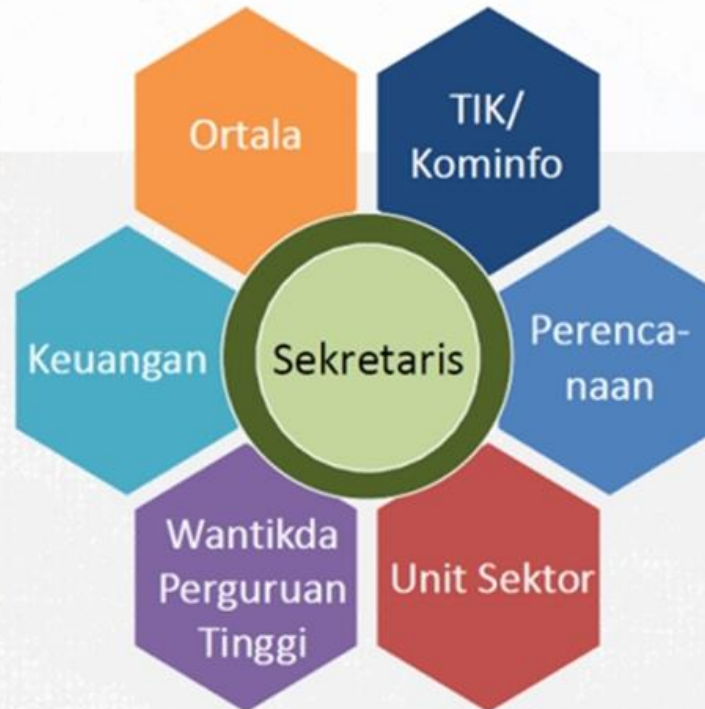 Ortala
TIK/
Kominfo
Keuangan
Sekretaris
Perenca-
naan
Wantikda
Perguruan
Tinggi
Unit Sektor